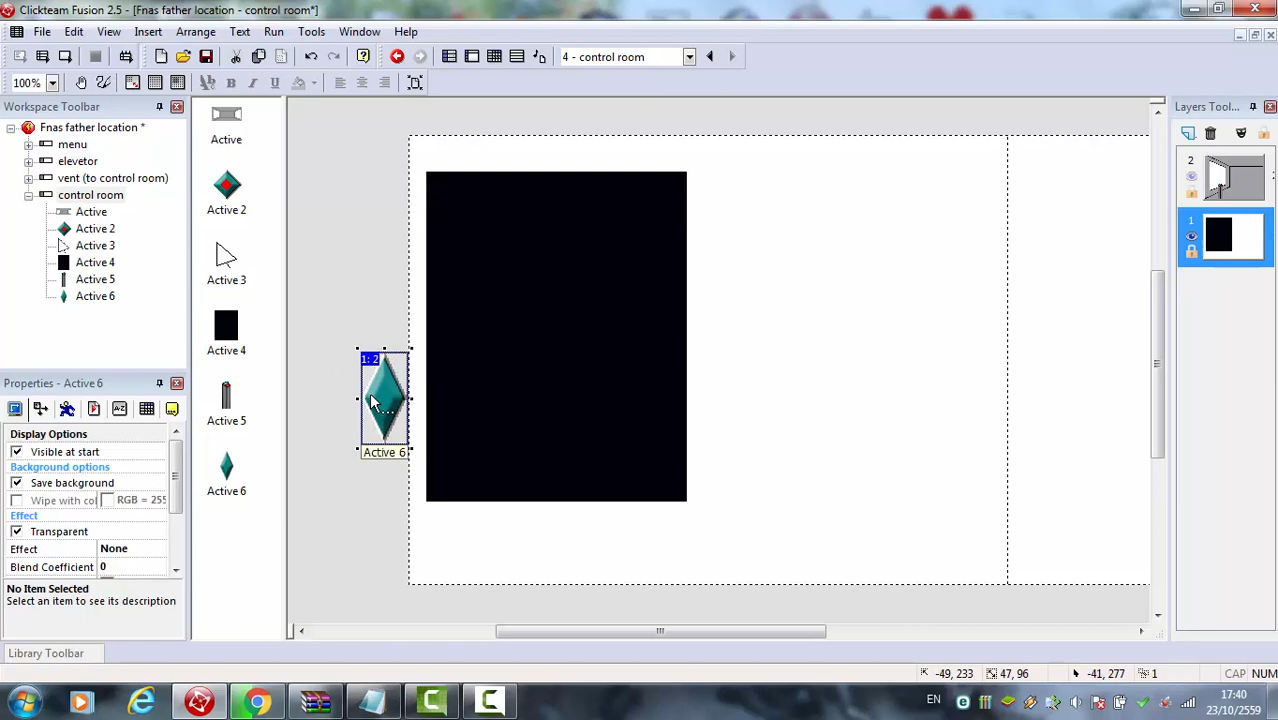 Clickteam Fusion 2.5 - [Fnas father location - control room*]
File Edit View Insert Arrange Text Run Tools Window Help
4 - control room
100%
B I U
Workspace Toolbar
Fnas father location *
menu
elevetor
vent (to control room)
control room
Active
Active 2
Active 3
Active 4
Active 5
Active 6
Properties - Active 6
A-Z
Display Options
Visible at start
Background options
Save background
Wipe with col
RGB = 255
Effect
Transparent
Effect None
Blend Coefficient 0
No Item Selected
Select an item to see its description
Library Toolbar
Active
Active 2
Active 3
Active 4
Active 5
Active 6
1: 2
Active 6
Layers Tool...
2
1
-49, 233
47, 96
-41, 277
1
CAP NUM
EN
17:40
23/10/2559